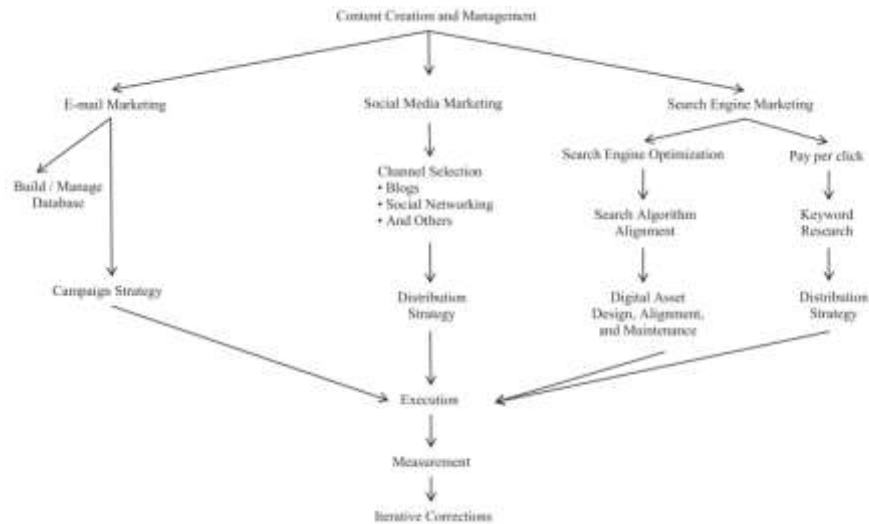 Content Creation and Management
E-mail Marketing
Social Media Marketing
Search Engine Marketing
Build / Manage
Database
Channel Selection
• Blogs
• Social Networking
• And Others
Search Engine Optimization
Pay per click
Search Algorithm
Alignment
Keyword
Research
Campaign Strategy
Distribution
Strategy
Digital Asset
Design, Alignment,
and Maintenance
Distribution
Strategy
Execution
Measurement
Iterative Corrections